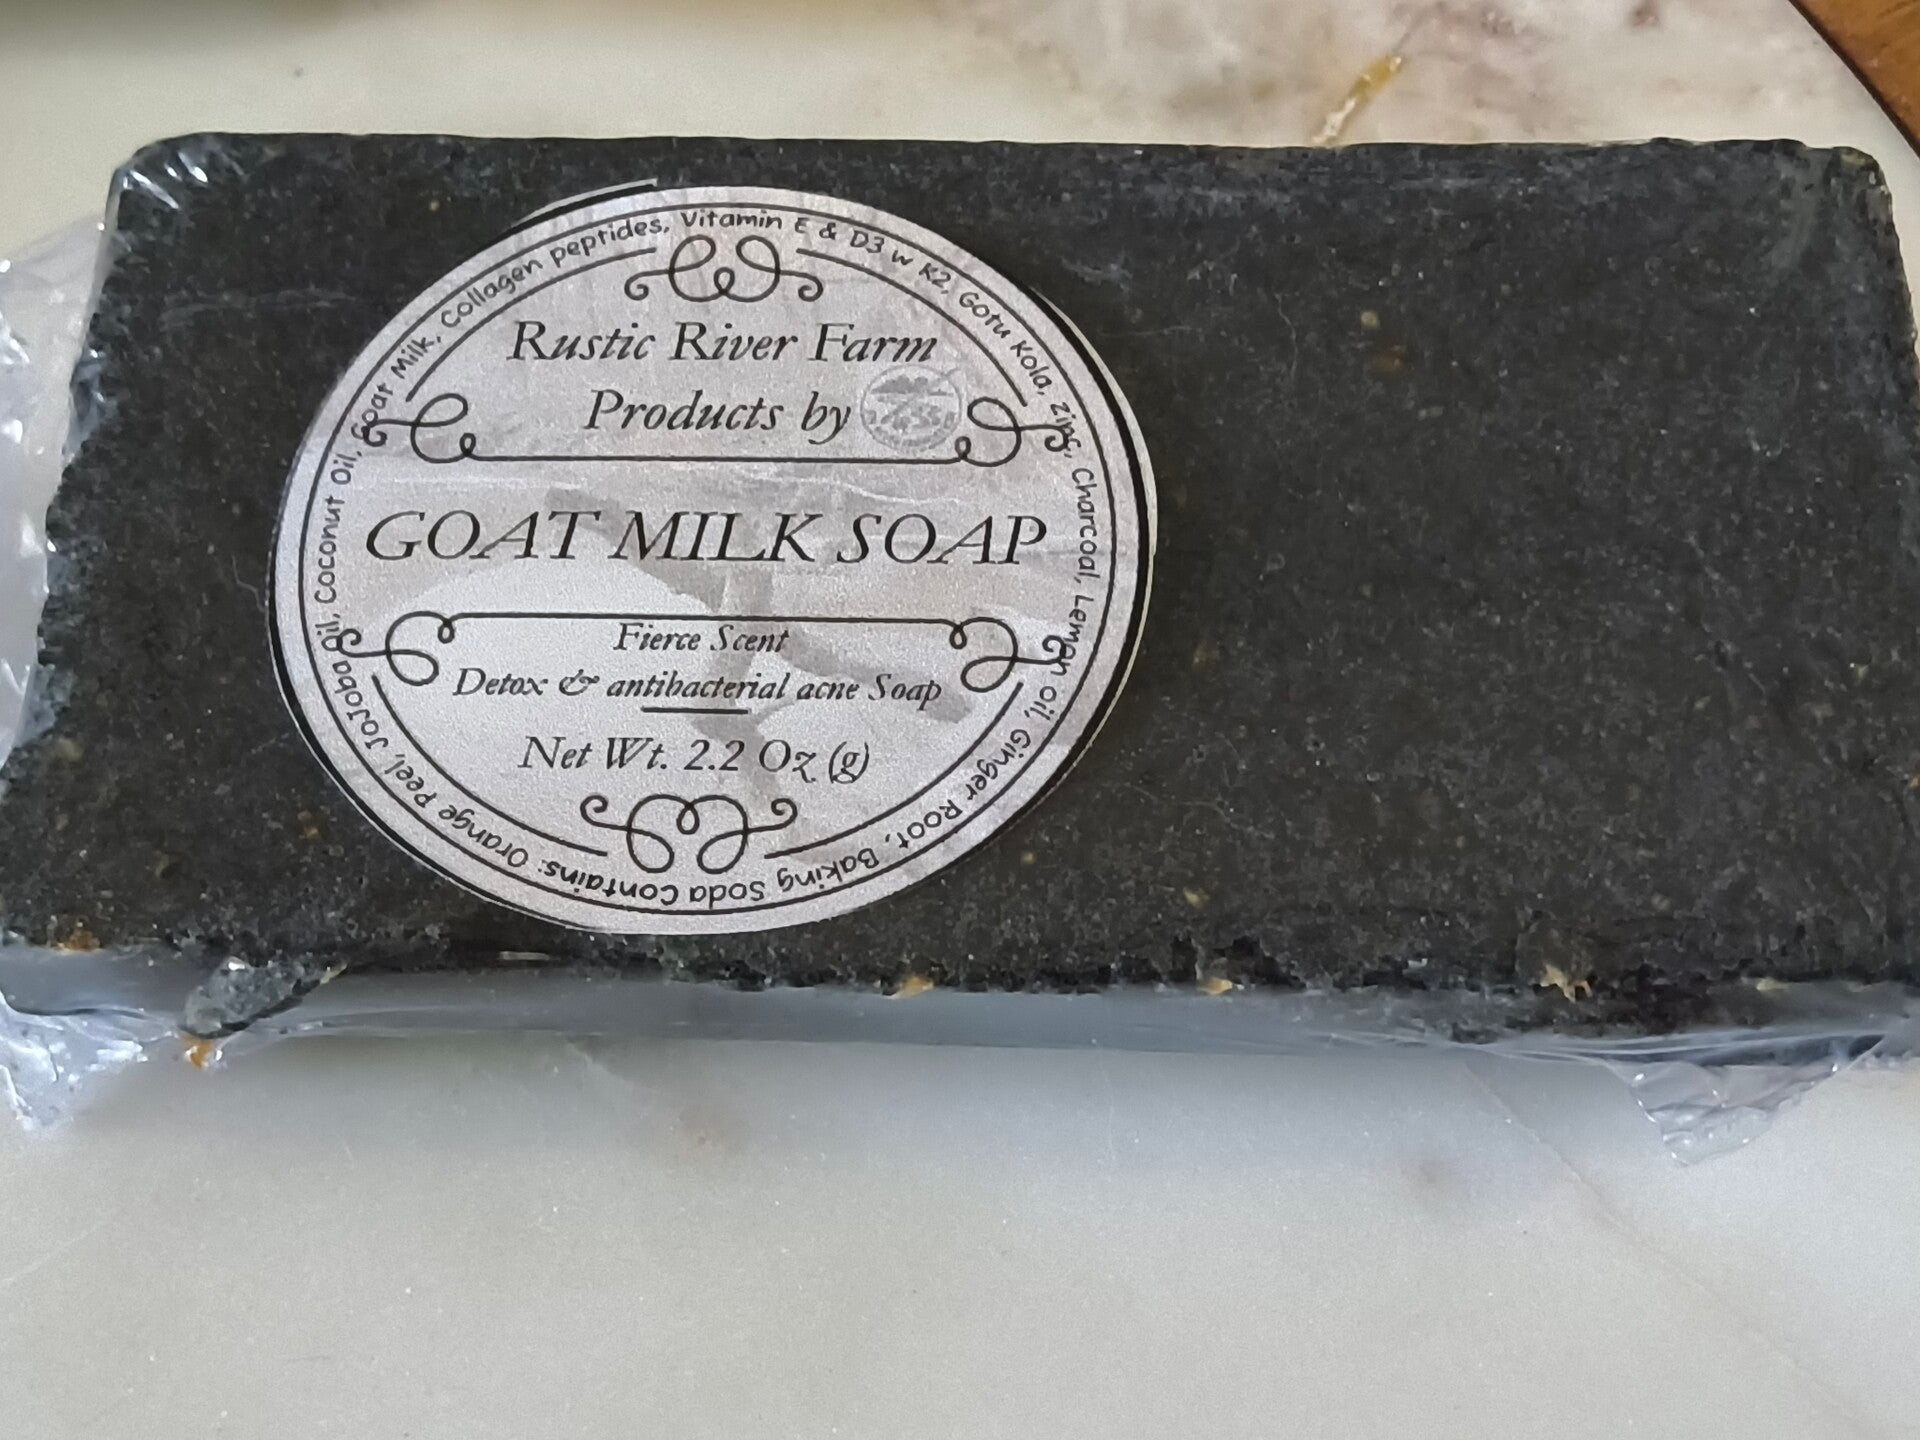 Rustic River Farm
Products by
GOAT MILK SOAP
Fierce Scent
Detox & antibacterial acne Soap
Net Wt. 2.2 Oz (g)
Contains: Orange Peel, JoJoba Oil, Coconut Oil, Goat Milk, Collagen peptides, Vitamin E & D3 w K2, Gotu Kola, zinc, Charcoal, Lemon oil, Ginger Root, Baking Soda